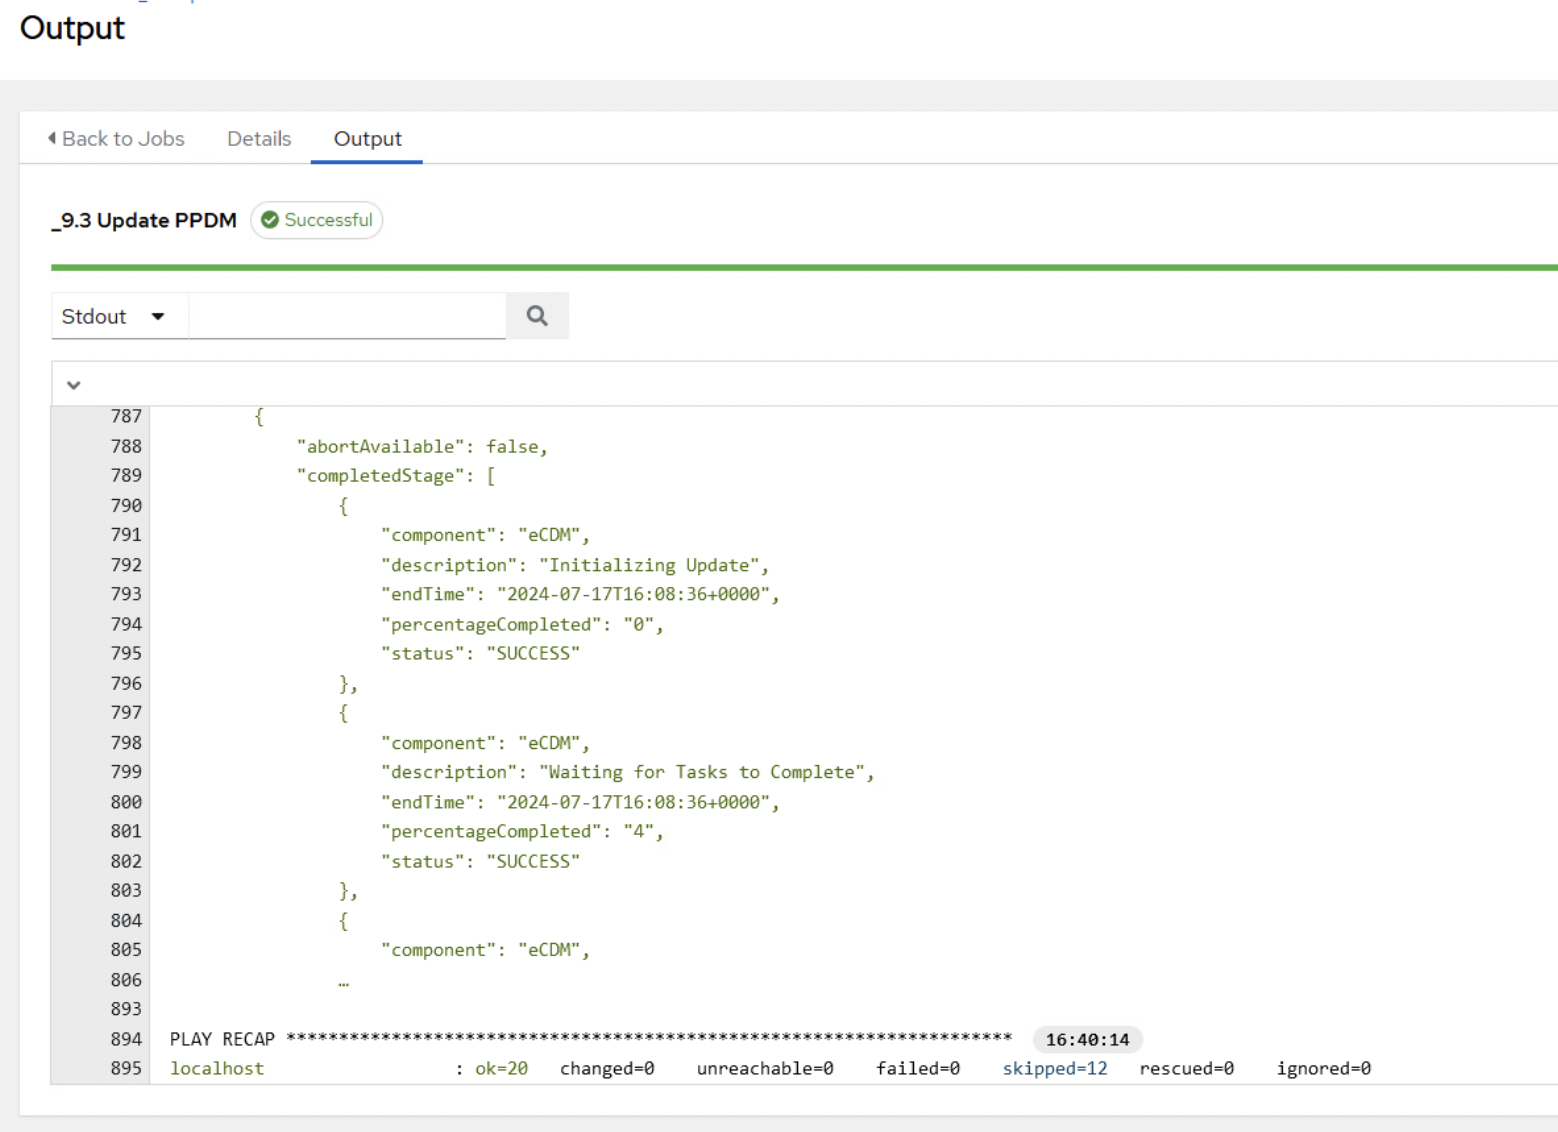 Output
Back to Jobs Details Output
_9.3 Update PPDM Successful
Stdout
787 {
788 "abortAvailable": false,
789 "completedStage": [
790 {
791 "component": "eCDM",
792 "description": "Initializing Update",
793 "endTime": "2024-07-17T16:08:36+0000",
794 "percentageCompleted": "0",
795 "status": "SUCCESS"
796 },
797 {
798 "component": "eCDM",
799 "description": "Waiting for Tasks to Complete",
800 "endTime": "2024-07-17T16:08:36+0000",
801 "percentageCompleted": "4",
802 "status": "SUCCESS"
803 },
804 {
805 "component": "eCDM",
806 …
893
894 PLAY RECAP ********************************************************************* 16:40:14
895 localhost : ok=20 changed=0 unreachable=0 failed=0 skipped=12 rescued=0 ignored=0